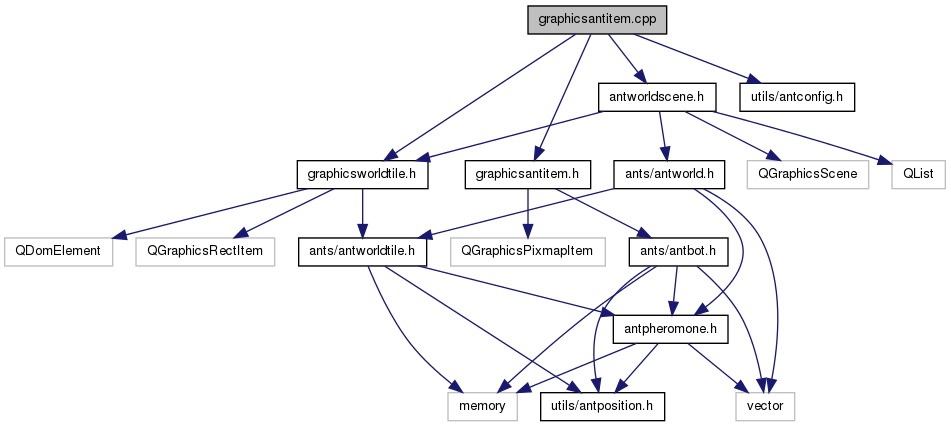 graphicsantitem.cpp
antworldscene.h
utils/antconfig.h
graphicsworldtile.h
graphicsantitem.h
ants/antworld.h
QGraphicsScene
QList
QDomElement
QGraphicsRectItem
ants/antworldtile.h
QGraphicsPixmapItem
ants/antbot.h
antpheromone.h
memory
utils/antposition.h
vector